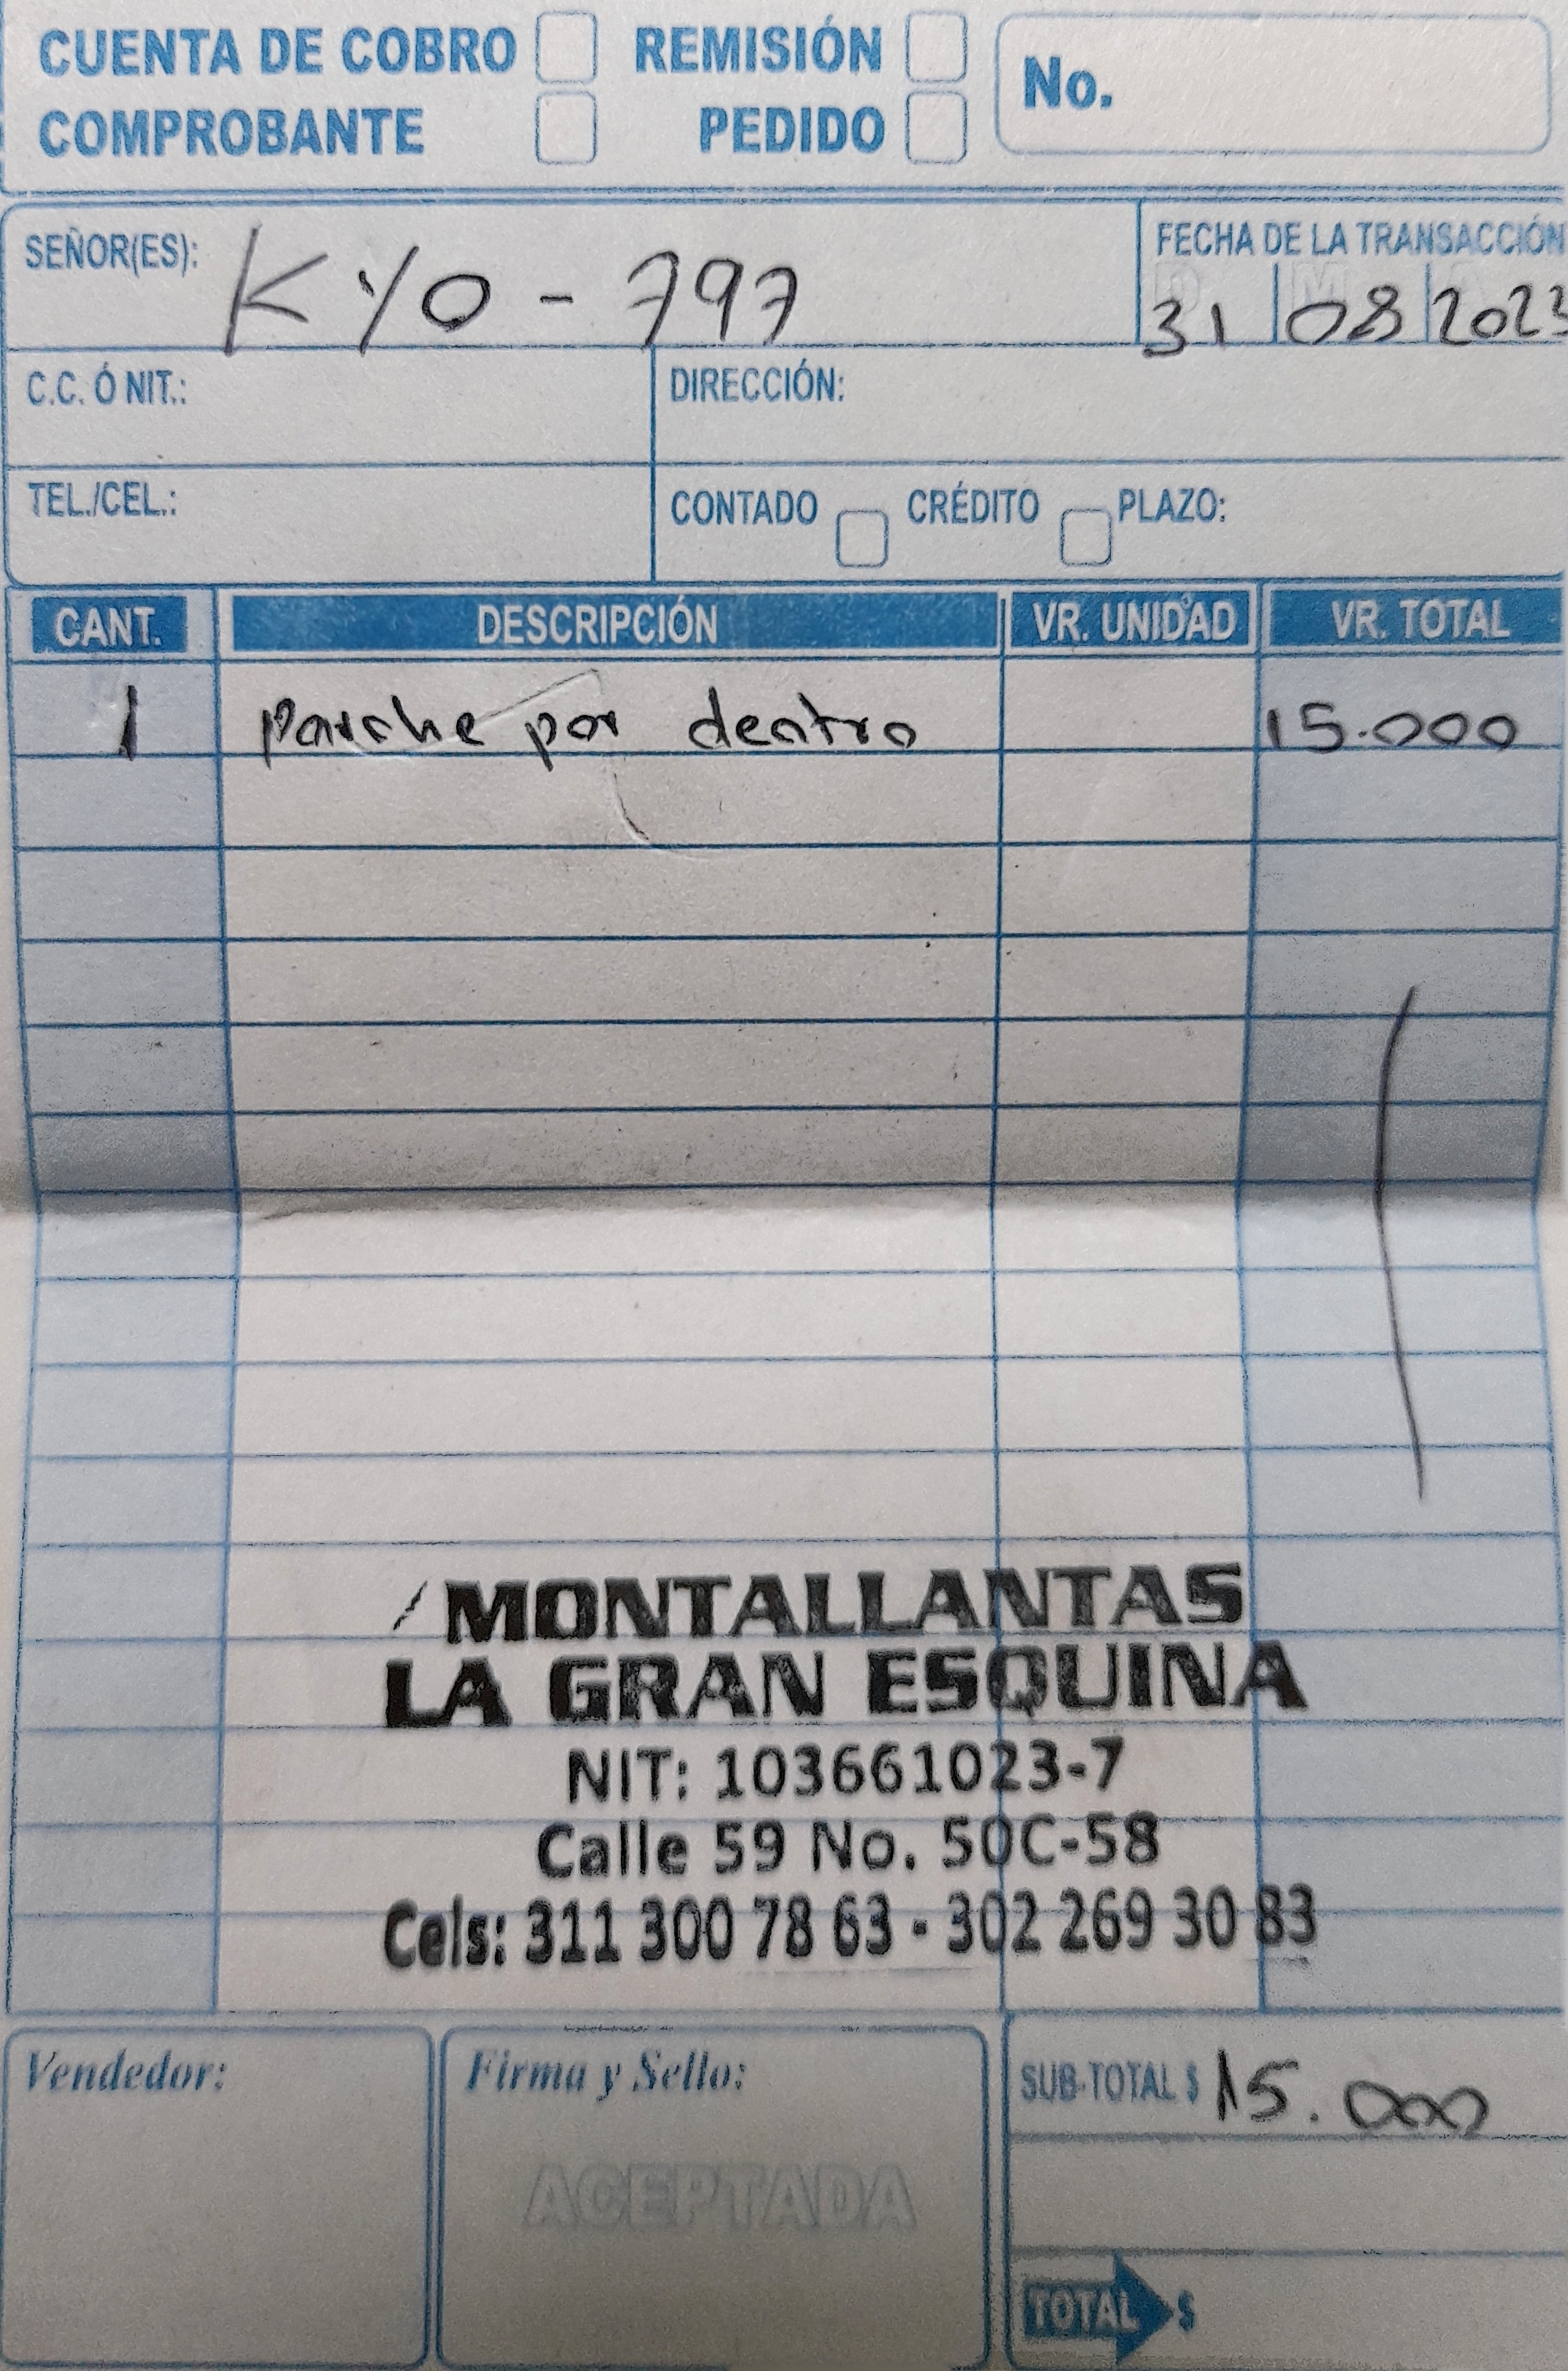 CUENTA DE COBRO REMISIÓN No.
COMPROBANTE PEDIDO
SEÑOR(ES): KYO - 797 FECHA DE LA TRANSACCIÓN
D M
31 08 2023
C.C. Ó NIT.: DIRECCIÓN:
TEL./CEL.: CONTADO CRÉDITO PLAZO:
CANT. DESCRIPCIÓN VR. UNIDAD VR. TOTAL
1 Parche por dentro 15.000
MONTALLANTAS
LA GRAN ESQUINA
NIT: 103661023-7
Calle 59 No. 50C-58
Cels: 311 300 78 63 - 302 269 30 83
Vendedor: Firma y Sello: SUB-TOTAL $ 15.000
ACEPTADA
TOTAL $